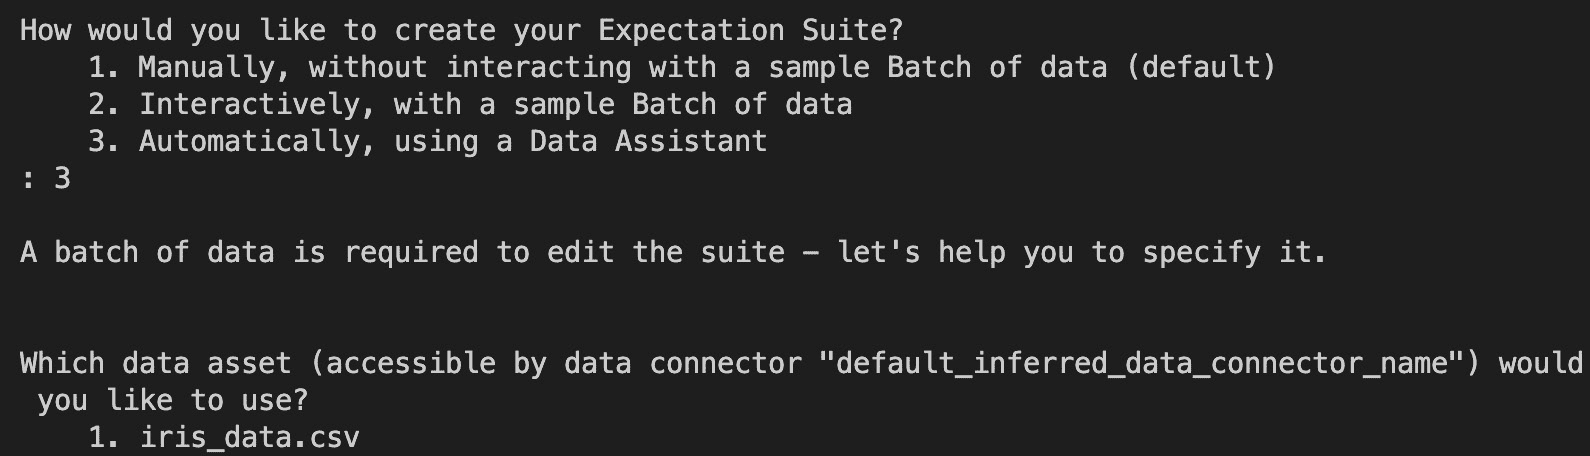 How would you like to create your Expectation Suite?
    1. Manually, without interacting with a sample Batch of data (default)
    2. Interactively, with a sample Batch of data
    3. Automatically, using a Data Assistant
: 3
A batch of data is required to edit the suite - let's help you to specify it.
Which data asset (accessible by data connector "default_inferred_data_connector_name") would
 you like to use?
    1. iris_data.csv